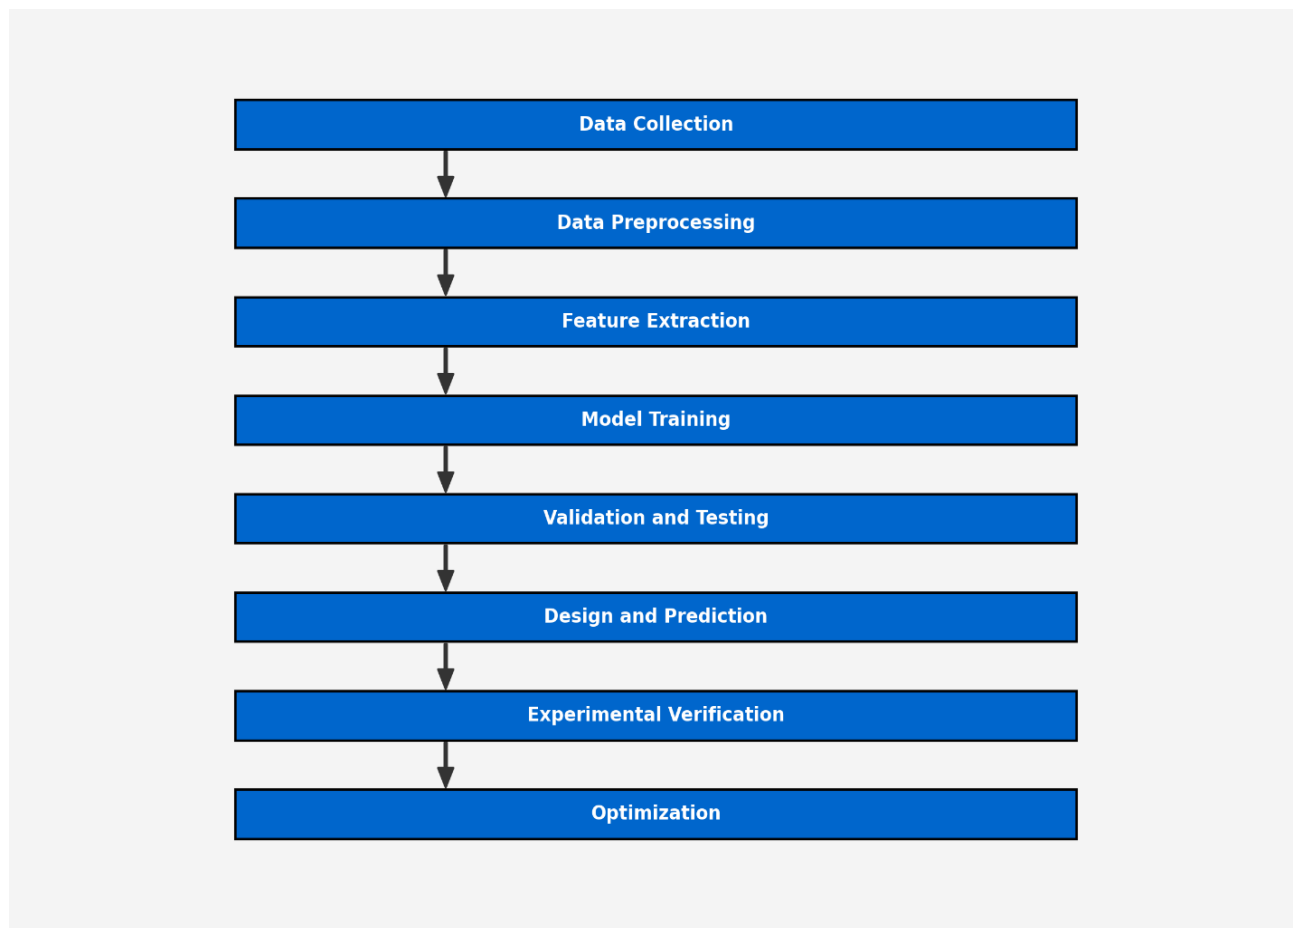 Data Collection
Data Preprocessing
Feature Extraction
Model Training
Validation and Testing
Design and Prediction
Experimental Verification
Optimization